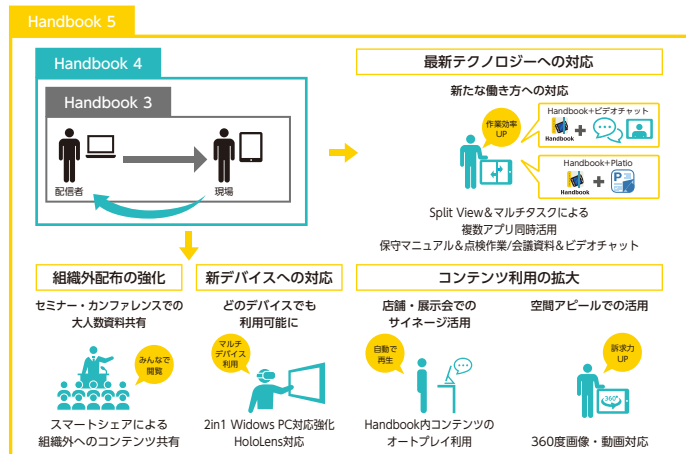 Handbook 5
Handbook 4
Handbook 3
配信者
現場
最新テクノロジーへの対応
新たな働き方への対応
作業効率
UP
Handbook+ビデオチャット
Handbook
+
Handbook+Platio
Handbook
+
P
Split View&マルチタスクによる
複数アプリ同時活用
保守マニュアル&点検作業/会議資料&ビデオチャット
組織外配布の強化
セミナー・カンファレンスでの
大人数資料共有
みんなで
閲覧
スマートシェアによる
組織外へのコンテンツ共有
新デバイスへの対応
どのデバイスでも
利用可能に
マルチ
デバイス
利用
2in1 Widows PC対応強化
HoloLens対応
コンテンツ利用の拡大
店舗・展示会での
サイネージ活用
自動で
再生
Handbook内コンテンツの
オートプレイ利用
空間アピールでの活用
訴求力
UP
360°
360度画像・動画対応